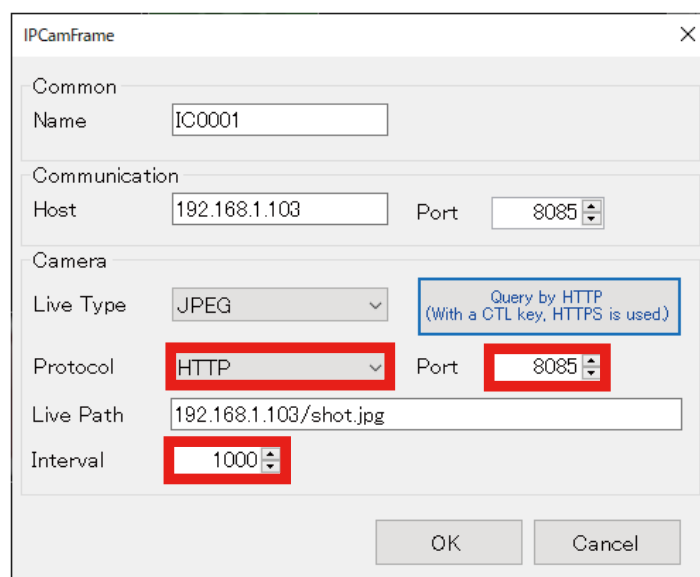 IPCamFrame
Common
Name IC0001
Communication
Host 192.168.1.103 Port 8085
Camera
Live Type JPEG Query by HTTP
(With a CTL key, HTTPS is used.)
Protocol HTTP Port 8085
Live Path 192.168.1.103/shot.jpg
Interval 1000
OK Cancel